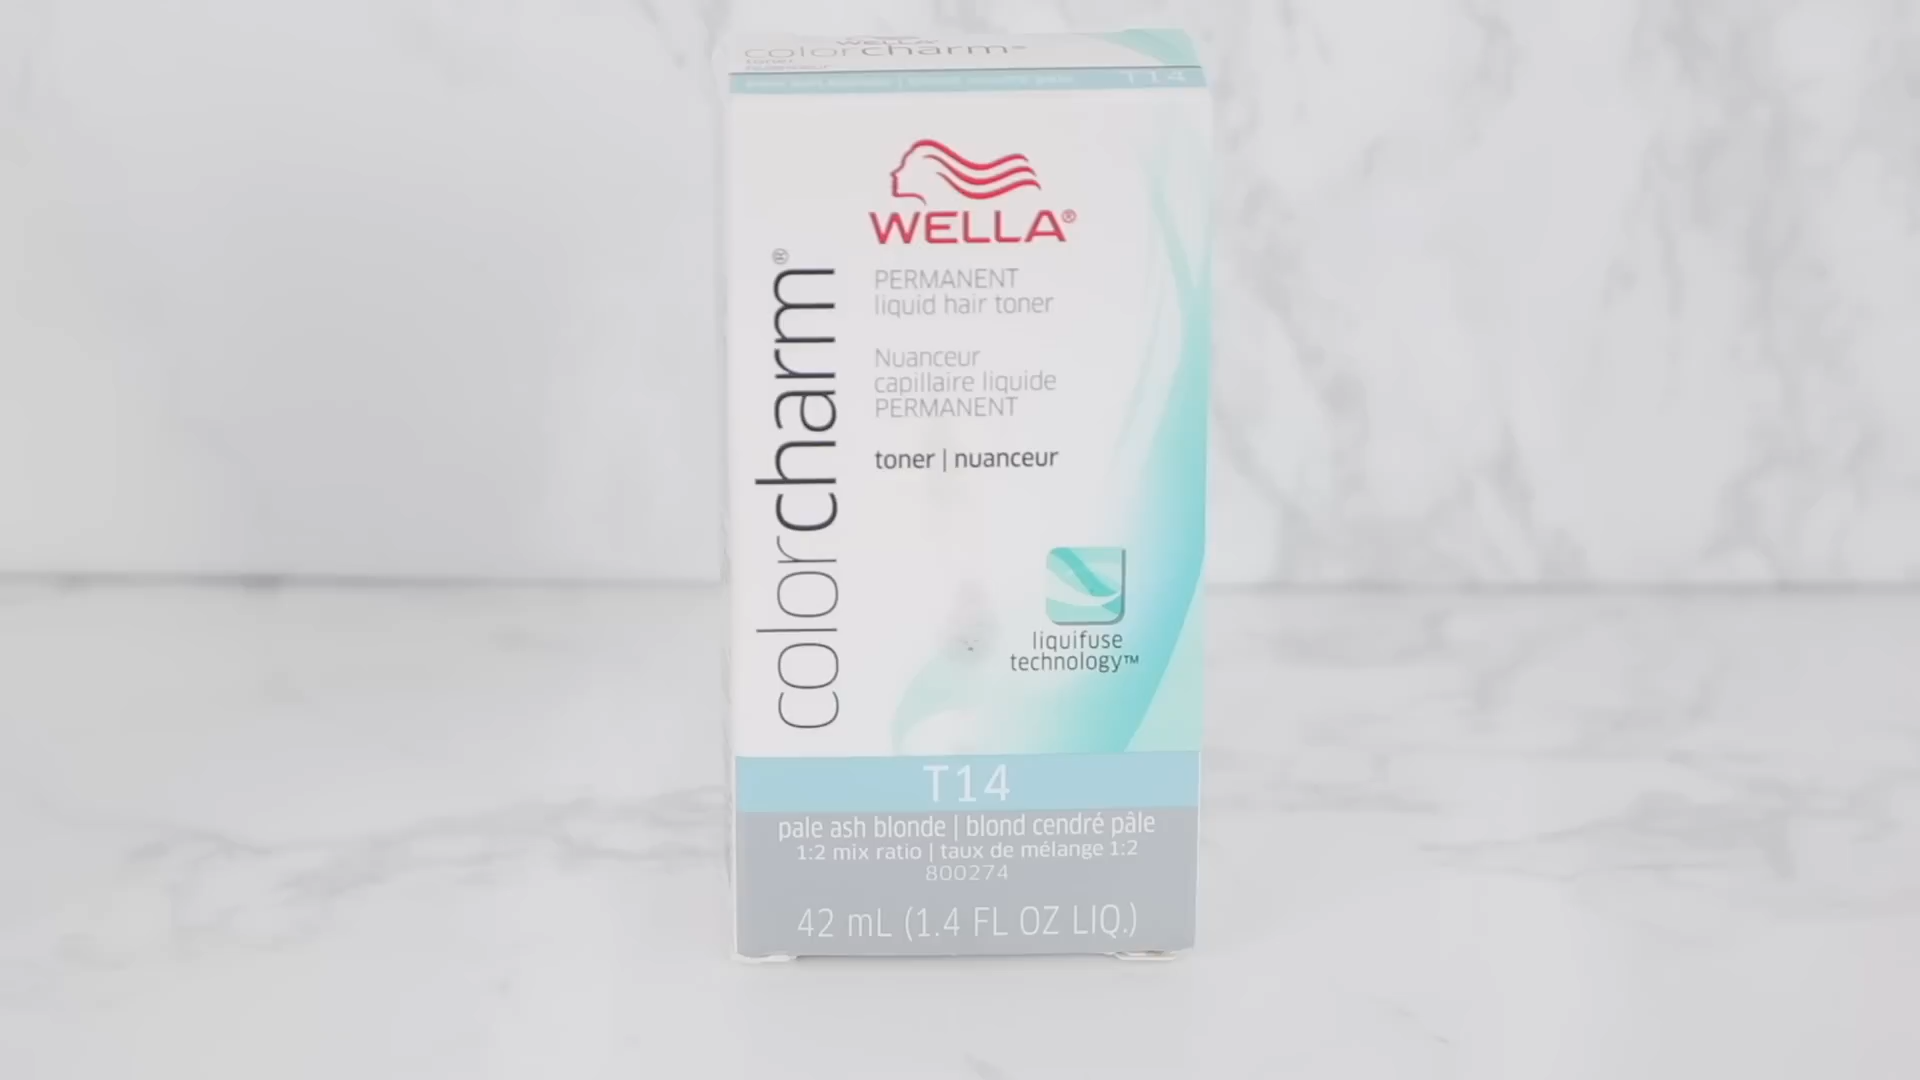 WELLA
colorcharm®
toner
T14
WELLA®
PERMANENT
liquid hair toner
Nuanceur
capillaire liquide
PERMANENT
toner | nuanceur
colorcharm®
liquifuse
technology™
T14
pale ash blonde | blond cendré pâle
1:2 mix ratio | taux de mélange 1:2
800274
42 mL (1.4 FL OZ LIQ.)